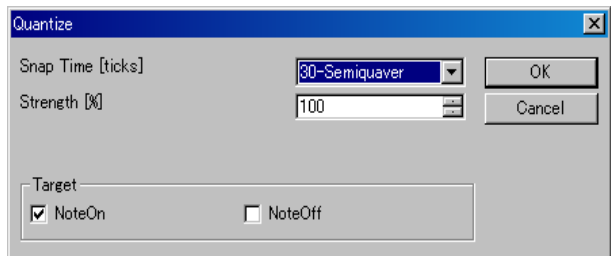 Quantize
Snap Time [ticks] 30-Semiquaver OK
Strength [%] 100 Cancel
Target
NoteOn NoteOff